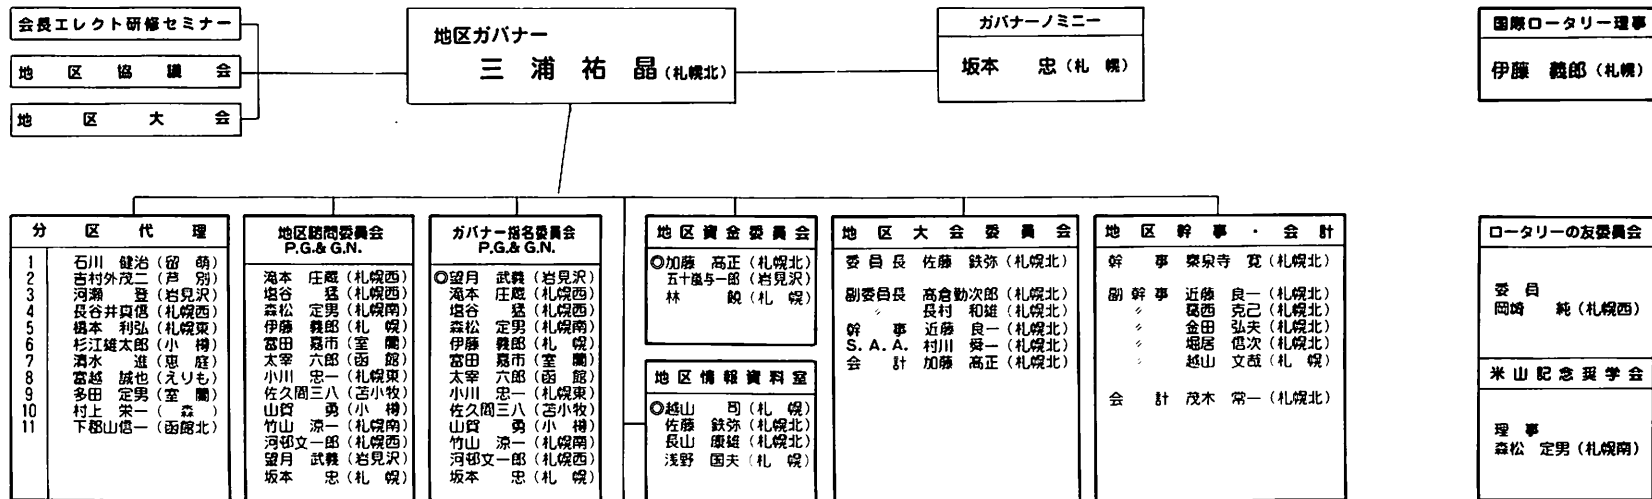 会長エレクト研修セミナー
地区協議会
地区大会
地区ガバナー
三浦祐晶(札幌北)
ガバナーノミニー
坂本 忠(札 幌)
国際ロータリー理事
伊藤 義郎(札幌)
分 区 代 理
1 石川 健治(留 萌)
2 吉村外茂二(芦 別)
3 河瀬 登(岩見沢)
4 長谷井真信(札幌西)
5 橋本 利弘(札幌東)
6 杉江雄太郎(小 樽)
7 清水 進(恵 庭)
8 富越 誠也(えりも)
9 多田 定男(室 蘭)
10 村上 栄一( 森 )
11 下郡山信一(函館北)
地区諮問委員会
P.G.& G.N.
滝本 庄蔵(札幌西)
塩谷 猛(札幌西)
森松 定男(札幌南)
伊藤 義郎(札 幌)
富田 嘉市(室 蘭)
太宰 六郎(函 館)
小川 忠一(札幌東)
佐久間三八(苫小牧)
山賀 勇(小 樽)
竹山 涼一(札幌南)
河邨文一郎(札幌西)
望月 武義(岩見沢)
坂本 忠(札 幌)
ガバナー指名委員会
P.G.& G.N.
◎望月 武義(岩見沢)
滝本 庄蔵(札幌西)
塩谷 猛(札幌西)
森松 定男(札幌南)
伊藤 義郎(札 幌)
富田 嘉市(室 蘭)
太宰 六郎(函 館)
小川 忠一(札幌東)
佐久間三八(苫小牧)
山賀 勇(小 樽)
竹山 涼一(札幌南)
河邨文一郎(札幌西)
坂本 忠(札 幌)
地区資金委員会
◎加藤 高正(札幌北)
五十嵐与一郎(岩見沢)
林 鋭(札 幌)
地区情報資料室
◎越山 司(札 幌)
佐藤 鉄弥(札幌北)
長山 康雄(札幌北)
浅野 国夫(札 幌)
地区大会委員会
委員長 佐藤 鉄弥(札幌北)
副委員長 高倉勤次郎(札幌北)
〃 長村 和雄(札幌北)
幹 事 近藤 良一(札幌北)
S.A.A. 村川 舜一(札幌北)
会 計 加藤 高正(札幌北)
地区幹事・会計
幹 事 泉寺 寛(札幌北)
副幹事 近藤 良一(札幌北)
〃 葛西 克己(札幌北)
〃 金田 弘夫(札幌北)
〃 堀居 信次(札幌北)
〃 越山 文哉(札 幌)
会 計 茂木 常一(札幌北)
ロータリーの友委員会
委 員
岡崎 純(札幌西)
米山記念奨学会
理 事
森松 定男(札幌南)